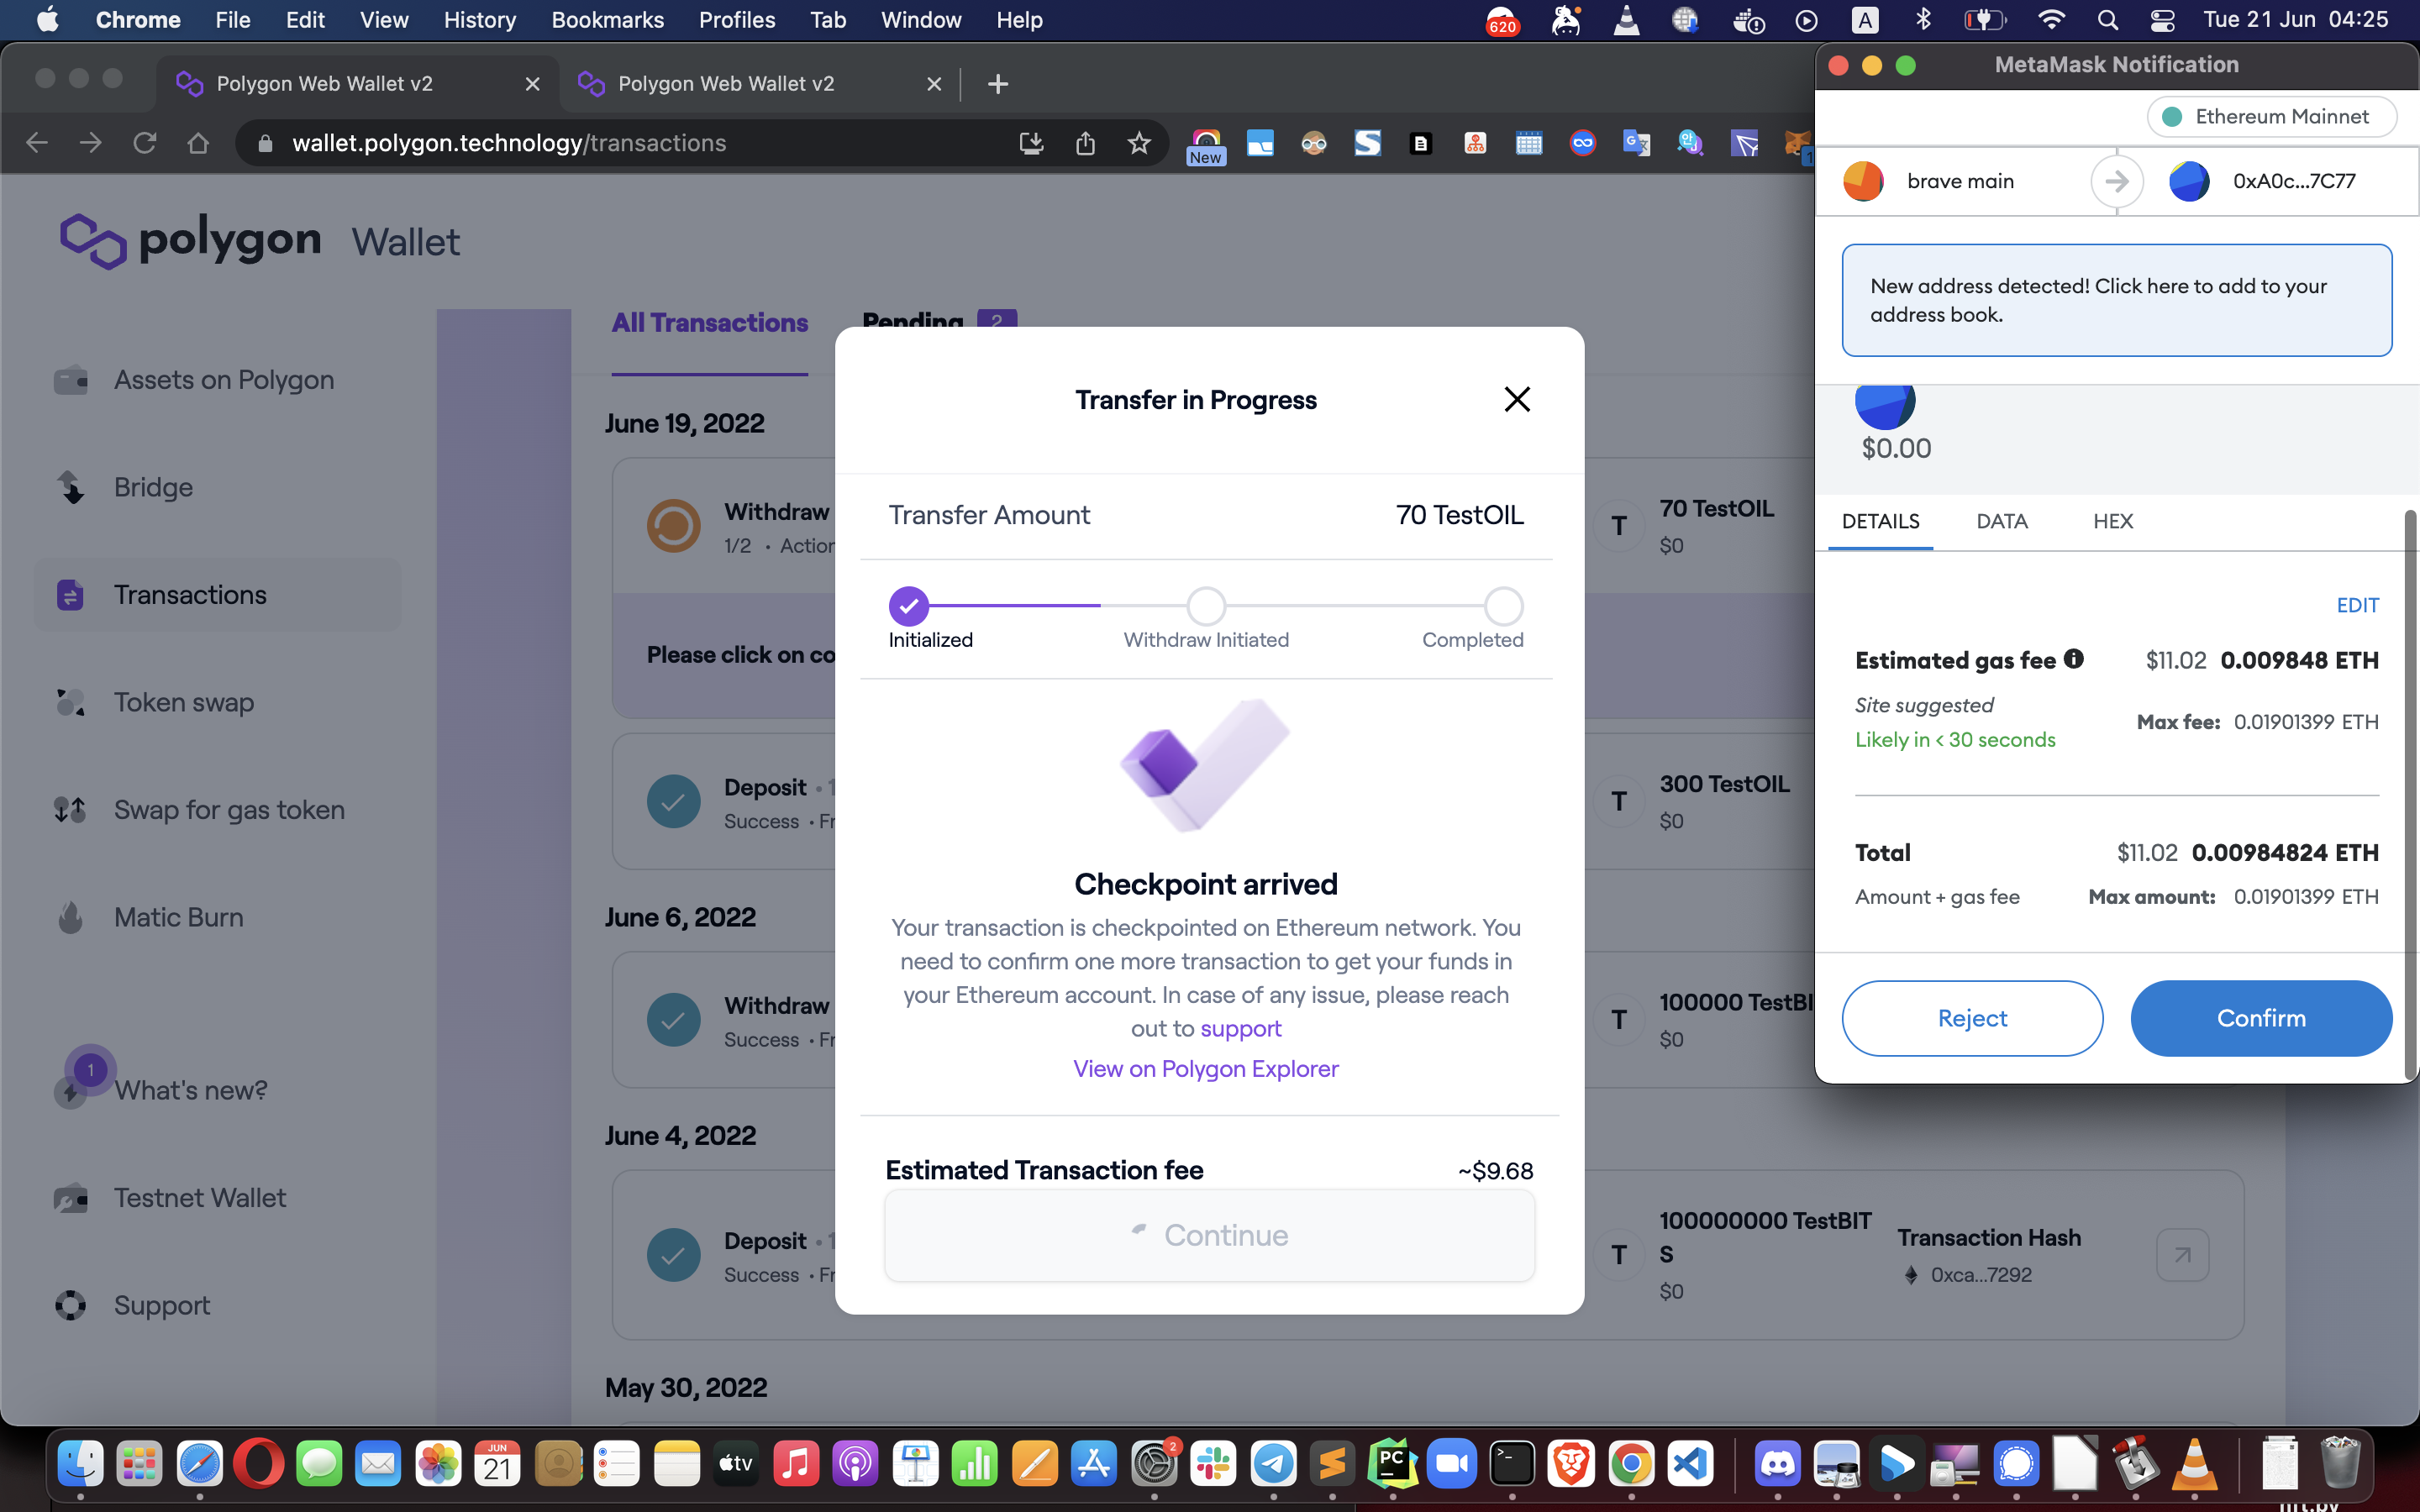 Chrome File Edit View History Bookmarks Profiles Tab Window Help
620 A Tue 21 Jun 04:25
Polygon Web Wallet v2
Polygon Web Wallet v2
wallet.polygon.technology/transactions
New
polygon Wallet
Assets on Polygon
Bridge
Transactions
Token swap
Swap for gas token
Matic Burn
1
What's new?
Testnet Wallet
Support
All Transactions
Pending 2
June 19, 2022
Withdraw
1/2 •
T
70 TestOIL
$0
Please click on
Deposit •
Success •
T
300 TestOIL
$0
June 6, 2022
Withdraw
Success •
T
$0
June 4, 2022
Deposit •
Success •
T
100000000 TestBIT
S
$0
Transaction Hash
0xca...7292
May 30, 2022
Transfer in Progress
Transfer Amount 70 TestOIL
Initialized
Withdraw Initiated
Completed
Checkpoint arrived
Your transaction is checkpointed on Ethereum network. You
need to confirm one more transaction to get your funds in
your Ethereum account. In case of any issue, please reach
out to support
View on Polygon Explorer
Estimated Transaction fee ~$9.68
Continue
MetaMask Notification
Ethereum Mainnet
brave main
0xA0c...7C77
New address detected! Click here to add to your
address book.
$0.00
DETAILS DATA HEX
EDIT
Estimated gas fee $11.02 0.009848 ETH
Site suggested
Likely in < 30 seconds
Max fee: 0.01901399 ETH
Total $11.02 0.00984824 ETH
Amount + gas fee Max amount: 0.01901399 ETH
Reject
Confirm
JUN
21
tv
2
PC